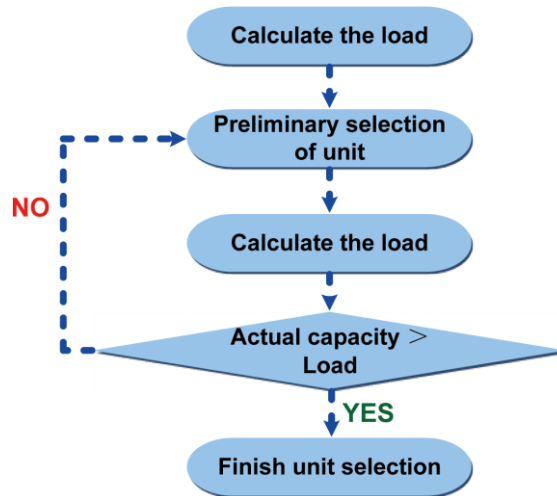 Calculate the load
Preliminary selection
of unit
NO
Calculate the load
Actual capacity ＞
Load
YES
Finish unit selection